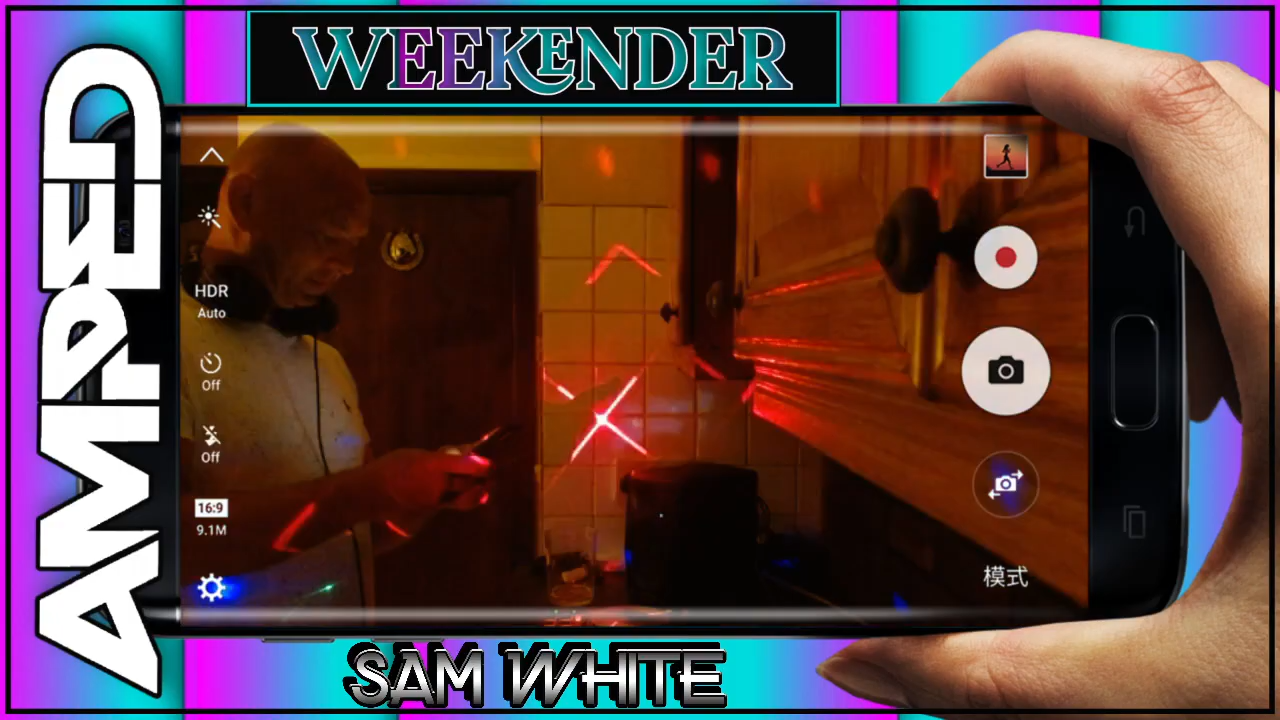 WEEKENDER
AMPED
HDR
Auto
Off
Off
16:9
9.1M
模式
SAM WHITE